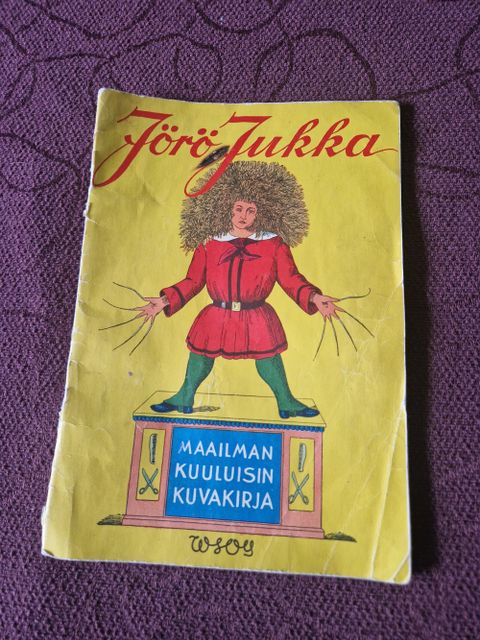 Jörö Jukka
MAAILMAN
KUULUISIN
KUVAKIRJA
WSOY